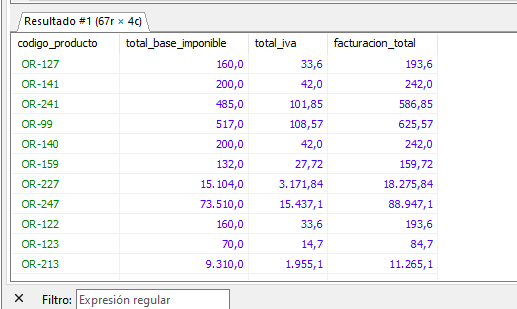 Resultado #1 (67r × 4c)
codigo_producto total_base_imponible total_iva facturacion_total
OR-127 160,0 33,6 193,6
OR-141 200,0 42,0 242,0
OR-241 485,0 101,85 586,85
OR-99 517,0 108,57 625,57
OR-140 200,0 42,0 242,0
OR-159 132,0 27,72 159,72
OR-227 15.104,0 3.171,84 18.275,84
OR-247 73.510,0 15.437,1 88.947,1
OR-122 160,0 33,6 193,6
OR-123 70,0 14,7 84,7
OR-213 9.310,0 1.955,1 11.265,1
Filtro: Expresión regular